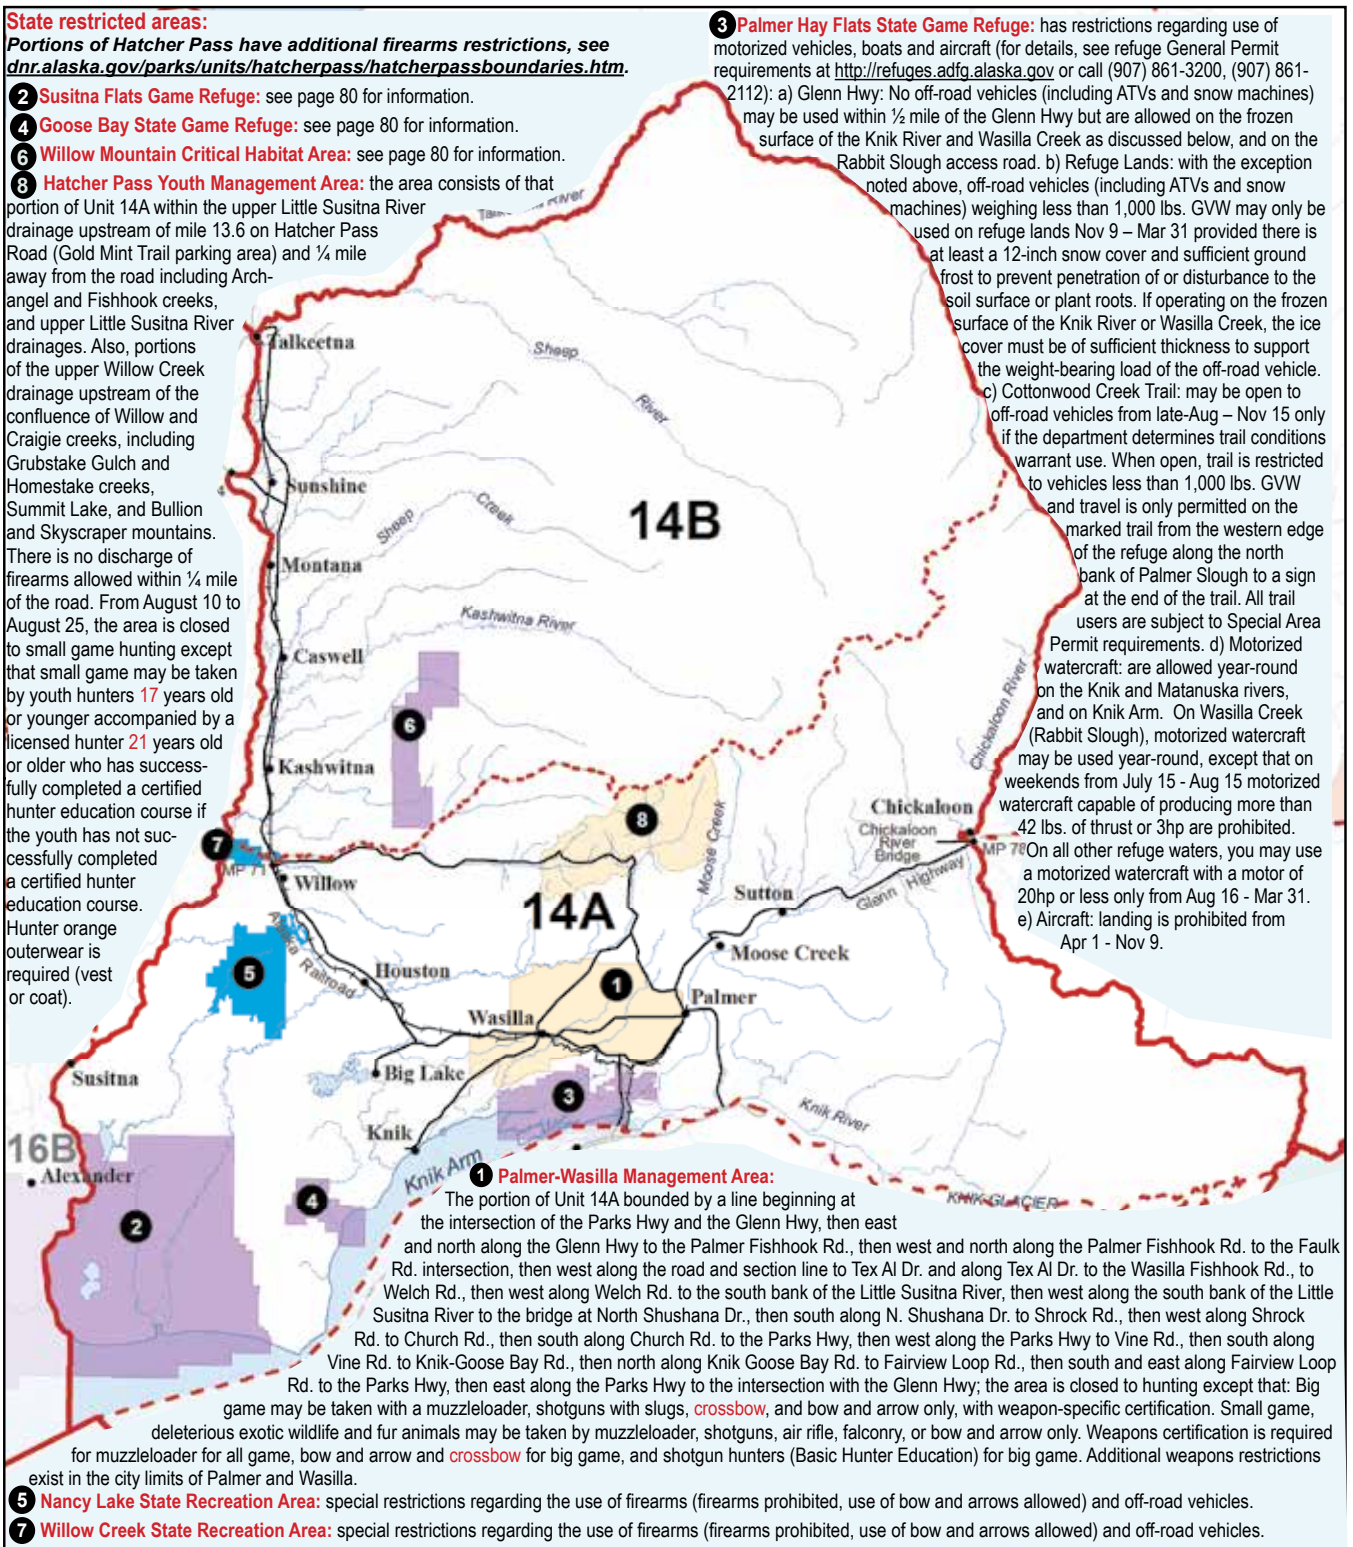 State restricted areas:
Portions of Hatcher Pass have additional firearms restrictions, see
dnr.alaska.gov/parks/units/hatcherpass/hatcherpassboundaries.htm.
2 Susitna Flats Game Refuge: see page 80 for information.
4 Goose Bay State Game Refuge: see page 80 for information.
6 Willow Mountain Critical Habitat Area: see page 80 for information.
8 Hatcher Pass Youth Management Area: the area consists of that
portion of Unit 14A within the upper Little Susitna River
drainage upstream of mile 13.6 on Hatcher Pass
Road (Gold Mint Trail parking area) and ¼ mile
away from the road including Arch-
angel and Fishhook creeks,
and upper Little Susitna River
drainages. Also, portions
of the upper Willow Creek
drainage upstream of the
confluence of Willow and
Craigie creeks, including
Grubstake Gulch and
Homestake creeks,
Summit Lake, and Bullion
and Skyscraper mountains.
There is no discharge of
firearms allowed within ¼ mile
of the road. From August 10 to
August 25, the area is closed
to small game hunting except
that small game may be taken
by youth hunters 17 years old
or younger accompanied by a
licensed hunter 21 years old
or older who has success-
fully completed a certified
hunter education course if
the youth has not suc-
cessfully completed
a certified hunter
education course.
Hunter orange
outerwear is
required (vest
or coat).
3 Palmer Hay Flats State Game Refuge: has restrictions regarding use of
motorized vehicles, boats and aircraft (for details, see refuge General Permit
requirements at http://refuges.adfg.alaska.gov or call (907) 861-3200, (907) 861-
2112): a) Glenn Hwy: No off-road vehicles (including ATVs and snow machines)
may be used within ½ mile of the Glenn Hwy but are allowed on the frozen
surface of the Knik River and Wasilla Creek as discussed below, and on the
Rabbit Slough access road. b) Refuge Lands: with the exception
noted above, off-road vehicles (including ATVs and snow
machines) weighing less than 1,000 lbs. GVW may only be
used on refuge lands Nov 9 – Mar 31 provided there is
at least a 12-inch snow cover and sufficient ground
frost to prevent penetration of or disturbance to the
soil surface or plant roots. If operating on the frozen
surface of the Knik River or Wasilla Creek, the ice
cover must be of sufficient thickness to support
the weight-bearing load of the off-road vehicle.
c) Cottonwood Creek Trail: may be open to
off-road vehicles from late-Aug – Nov 15 only
if the department determines trail conditions
warrant use. When open, trail is restricted
to vehicles less than 1,000 lbs. GVW
and travel is only permitted on the
marked trail from the western edge
of the refuge along the north
bank of Palmer Slough to a sign
at the end of the trail. All trail
users are subject to Special Area
Permit requirements. d) Motorized
watercraft: are allowed year-round
on the Knik and Matanuska rivers,
and on Knik Arm. On Wasilla Creek
(Rabbit Slough), motorized watercraft
may be used year-round, except that on
weekends from July 15 - Aug 15 motorized
watercraft capable of producing more than
42 lbs. of thrust or 3hp are prohibited.
On all other refuge waters, you may use
a motorized watercraft with a motor of
20hp or less only from Aug 16 - Mar 31.
e) Aircraft: landing is prohibited from
Apr 1 - Nov 9.
River
Talkeetna
Sheep
River
Sunshine
Sheep
Creek
14B
Montana
Kashwitna River
Caswell
6
Chickaloon River
Kashwitna
Chickaloon
8
Moose Creek
Chickaloon
River
Bridge
MP 78
7
MP 71
Willow
14A
Sutton
Glenn Highway
Moose Creek
Alaska Railroad
5
Houston
1
Palmer
Wasilla
Susitna
Big Lake
3
Knik River
Knik
16B
Alexander
Knik Arm
4
2
KNIK GLACIER
1 Palmer-Wasilla Management Area:
The portion of Unit 14A bounded by a line beginning at
the intersection of the Parks Hwy and the Glenn Hwy, then east
and north along the Glenn Hwy to the Palmer Fishhook Rd., then west and north along the Palmer Fishhook Rd. to the Faulk
Rd. intersection, then west along the road and section line to Tex Al Dr. and along Tex Al Dr. to the Wasilla Fishhook Rd., to
Welch Rd., then west along Welch Rd. to the south bank of the Little Susitna River, then west along the south bank of the Little
Susitna River to the bridge at North Shushana Dr., then south along N. Shushana Dr. to Shrock Rd., then west along Shrock
Rd. to Church Rd., then south along Church Rd. to the Parks Hwy, then west along the Parks Hwy to Vine Rd., then south along
Vine Rd. to Knik-Goose Bay Rd., then north along Knik Goose Bay Rd. to Fairview Loop Rd., then south and east along Fairview Loop
Rd. to the Parks Hwy, then east along the Parks Hwy to the intersection with the Glenn Hwy; the area is closed to hunting except that: Big
game may be taken with a muzzleloader, shotguns with slugs, crossbow, and bow and arrow only, with weapon-specific certification. Small game,
deleterious exotic wildlife and fur animals may be taken by muzzleloader, shotguns, air rifle, falconry, or bow and arrow only. Weapons certification is required
for muzzleloader for all game, bow and arrow and crossbow for big game, and shotgun hunters (Basic Hunter Education) for big game. Additional weapons restrictions
exist in the city limits of Palmer and Wasilla.
5 Nancy Lake State Recreation Area: special restrictions regarding the use of firearms (firearms prohibited, use of bow and arrows allowed) and off-road vehicles.
7 Willow Creek State Recreation Area: special restrictions regarding the use of firearms (firearms prohibited, use of bow and arrows allowed) and off-road vehicles.